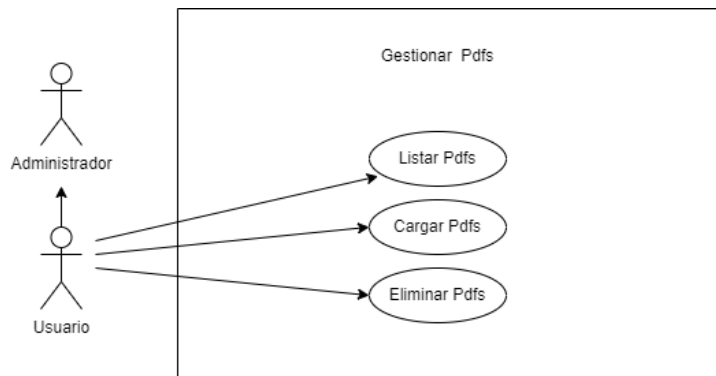 Gestionar Pdfs
Administrador
Listar Pdfs
Cargar Pdfs
Eliminar Pdfs
Usuario